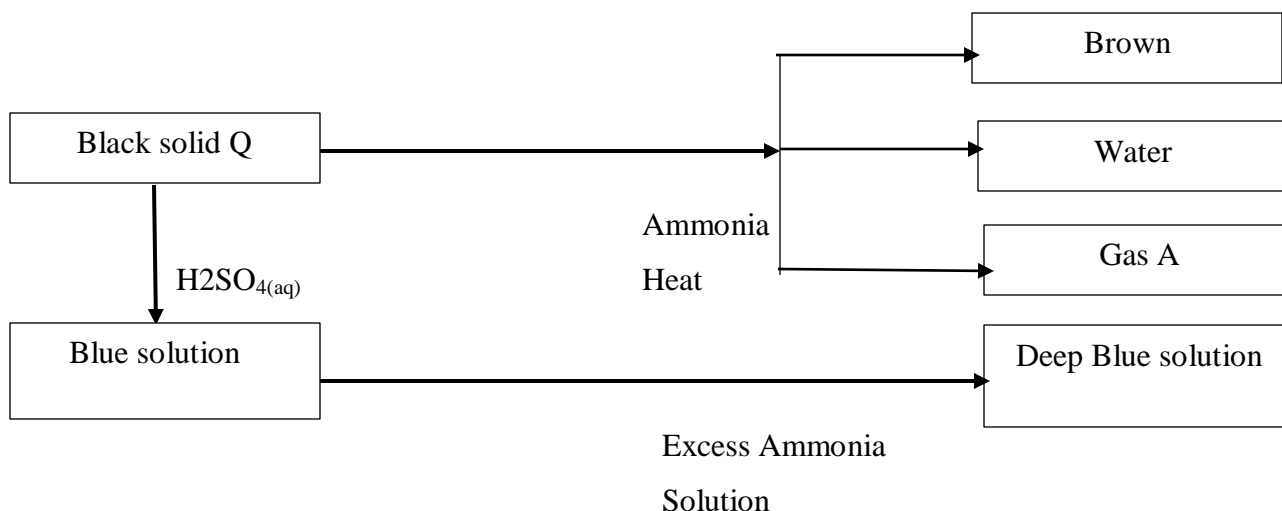 Brown
Black solid Q
Water
Ammonia
Heat
Gas A
H2SO4(aq)
Blue solution
Deep Blue solution
Excess Ammonia
Solution